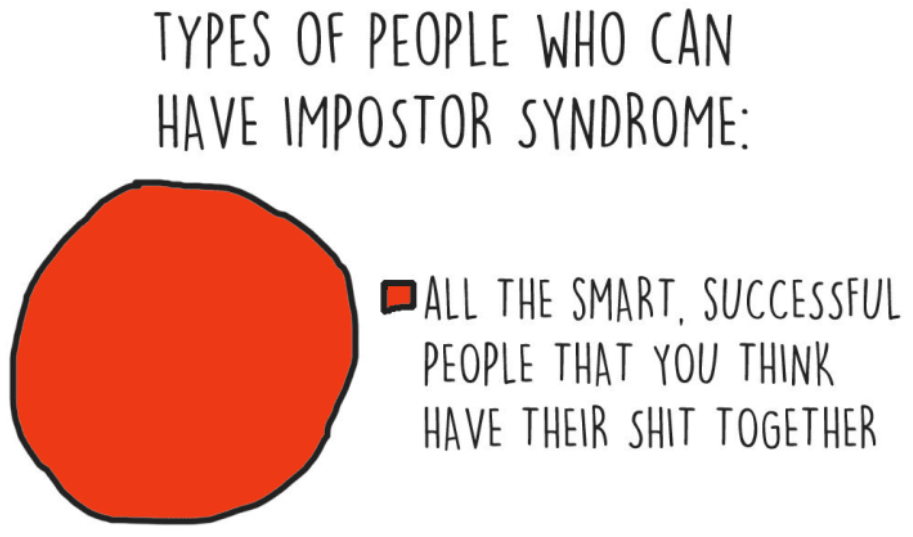 TYPES OF PEOPLE WHO CAN
HAVE IMPOSTOR SYNDROME:
ALL THE SMART, SUCCESSFUL
PEOPLE THAT YOU THINK
HAVE THEIR SHIT TOGETHER